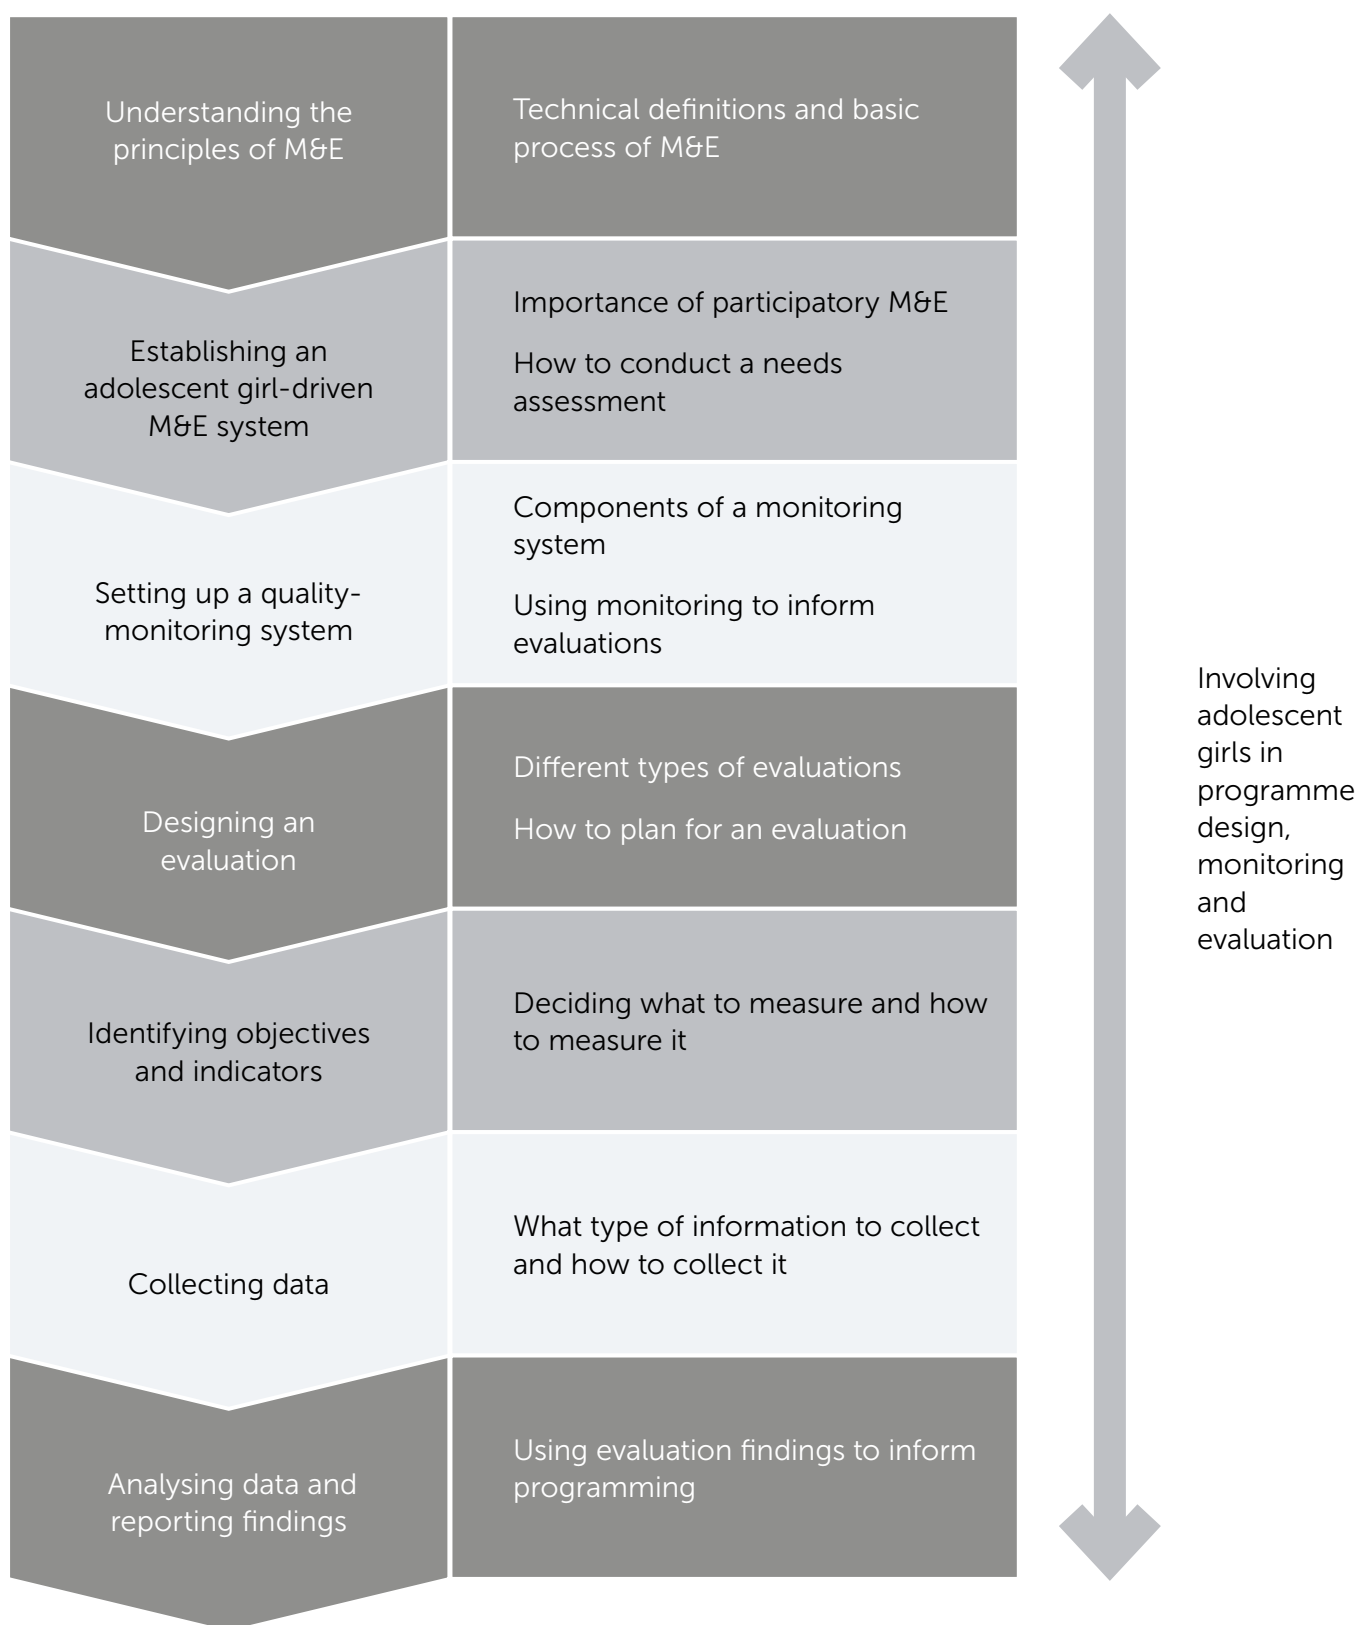 Understanding the
principles of M&E
Technical definitions and basic
process of M&E
Establishing an
adolescent girl-driven
M&E system
Importance of participatory M&E
How to conduct a needs
assessment
Setting up a quality-
monitoring system
Components of a monitoring
system
Using monitoring to inform
evaluations
Designing an
evaluation
Different types of evaluations
How to plan for an evaluation
Identifying objectives
and indicators
Deciding what to measure and how
to measure it
Collecting data
What type of information to collect
and how to collect it
Analysing data and
reporting findings
Using evaluation findings to inform
programming
Involving
adolescent
girls in
programme
design,
monitoring
and
evaluation